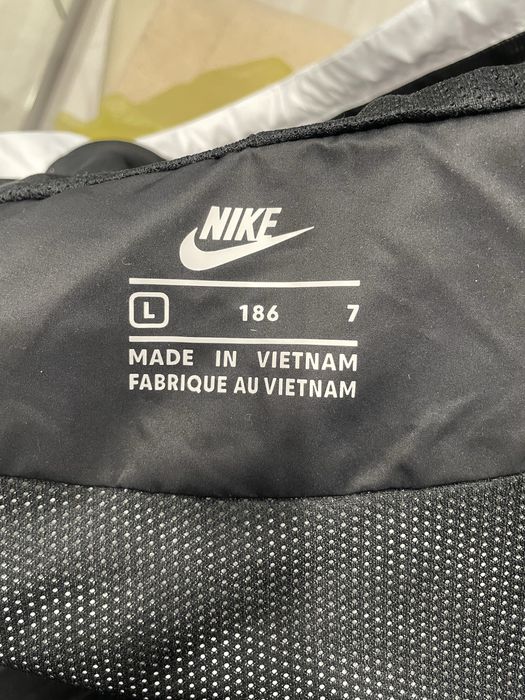 NIKE
L 186 7
MADE IN VIETNAM
FABRIQUE AU VIETNAM